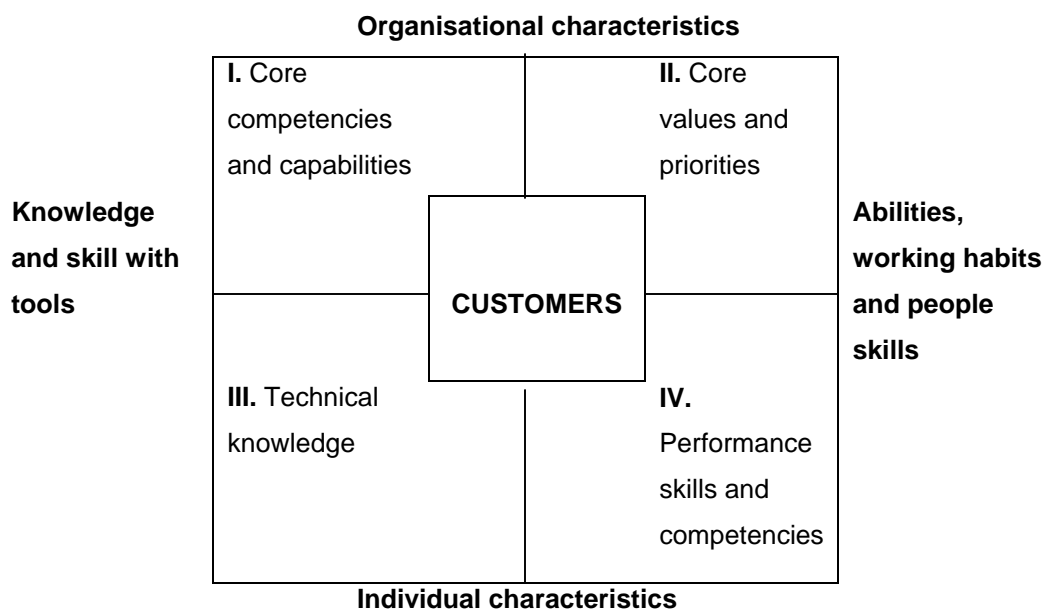 Organisational characteristics
I. Core
competencies
and capabilities
II. Core
values and
priorities
Knowledge
and skill with
tools
CUSTOMERS
Abilities,
working habits
and people
skills
III. Technical
knowledge
IV.
Performance
skills and
competencies
Individual characteristics